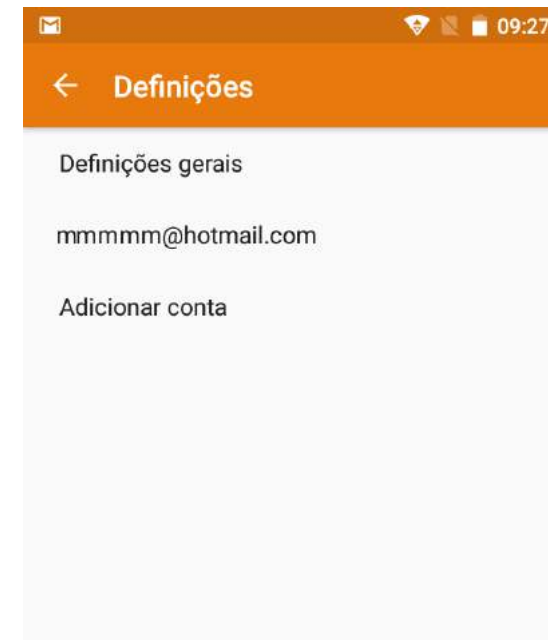 09:27
Definições
Definições gerais
mmmmm@hotmail.com
Adicionar conta